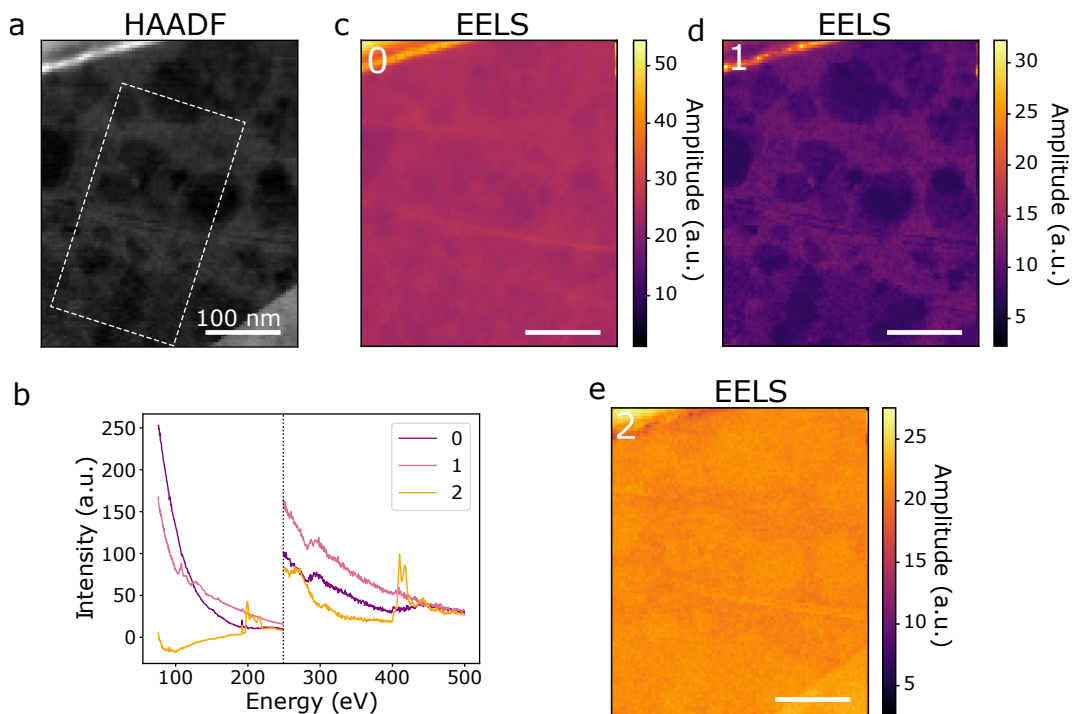 a
HAADF
100 nm
c
EELS
0
50
40
30
20
10
Amplitude (a.u.)
d
EELS
1
30
25
20
15
10
5
Amplitude (a.u.)
b
250
200
150
100
50
0
Intensity (a.u.)
0
1
2
100
200
300
400
500
Energy (eV)
e
EELS
2
25
20
15
10
5
Amplitude (a.u.)